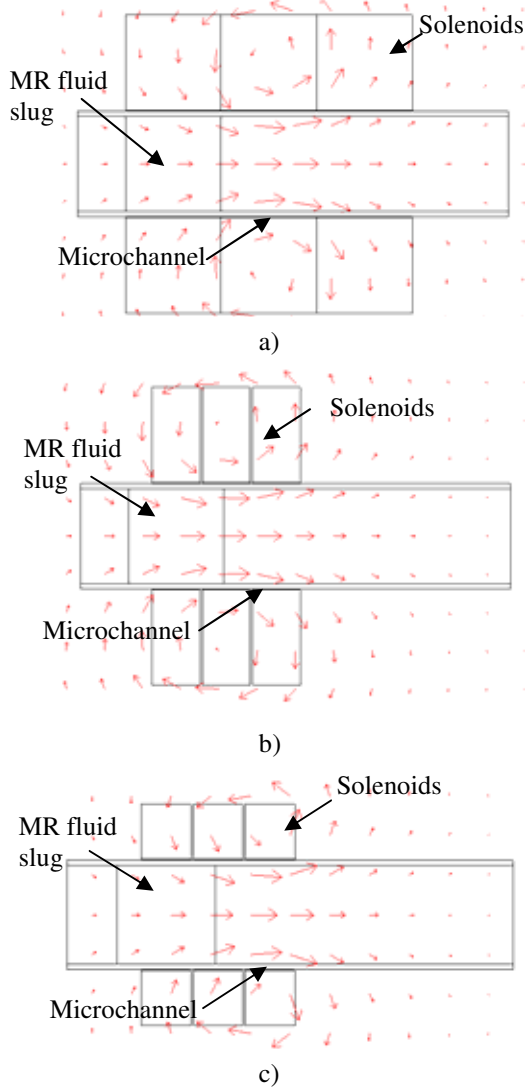 Solenoids
MR fluid
slug
Microchannel
a)
Solenoids
MR fluid
slug
Microchannel
b)
Solenoids
MR fluid
slug
Microchannel
c)